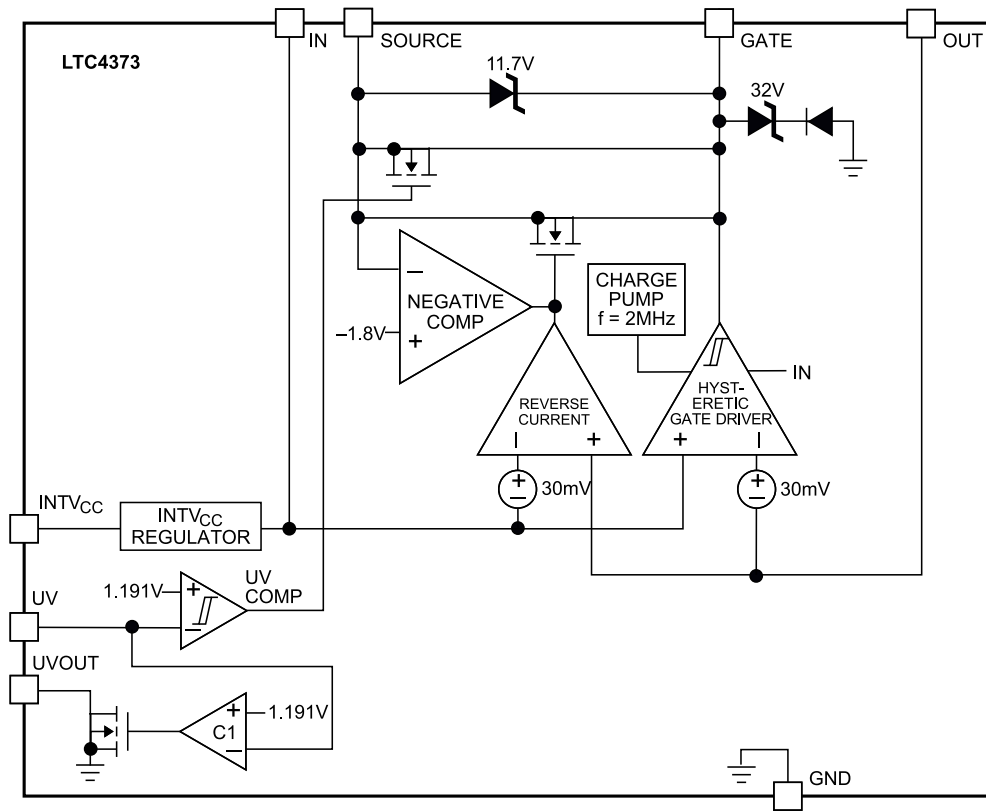 IN
SOURCE
GATE
OUT
LTC4373
11.7V
32V
NEGATIVE
COMP
−
+
–1.8V
CHARGE
PUMP
f = 2MHz
IN
REVERSE
CURRENT
−
+
HYST-
ERETIC
GATE DRIVER
+
−
+
−
30mV
+
−
30mV
INTVCC
INTVCC
REGULATOR
UV
1.191V
+
−
UV
COMP
UVOUT
C1
+
−
1.191V
GND